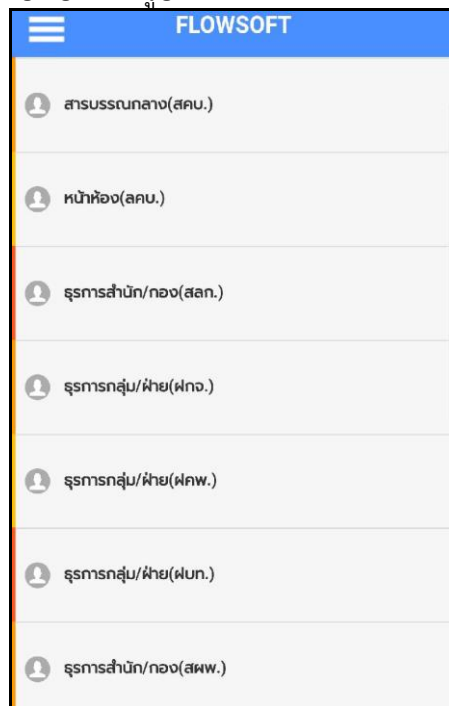 FLOWSOFT
สารบรรณกลาง(สคบ.)
หน้าห้อง(ลคบ.)
ธุรการสำนัก/กอง(สลก.)
ธุรการกลุ่ม/ฝ่าย(ฝกจ.)
ธุรการกลุ่ม/ฝ่าย(ฝคพ.)
ธุรการกลุ่ม/ฝ่าย(ฝบท.)
ธุรการสำนัก/กอง(สผพ.)